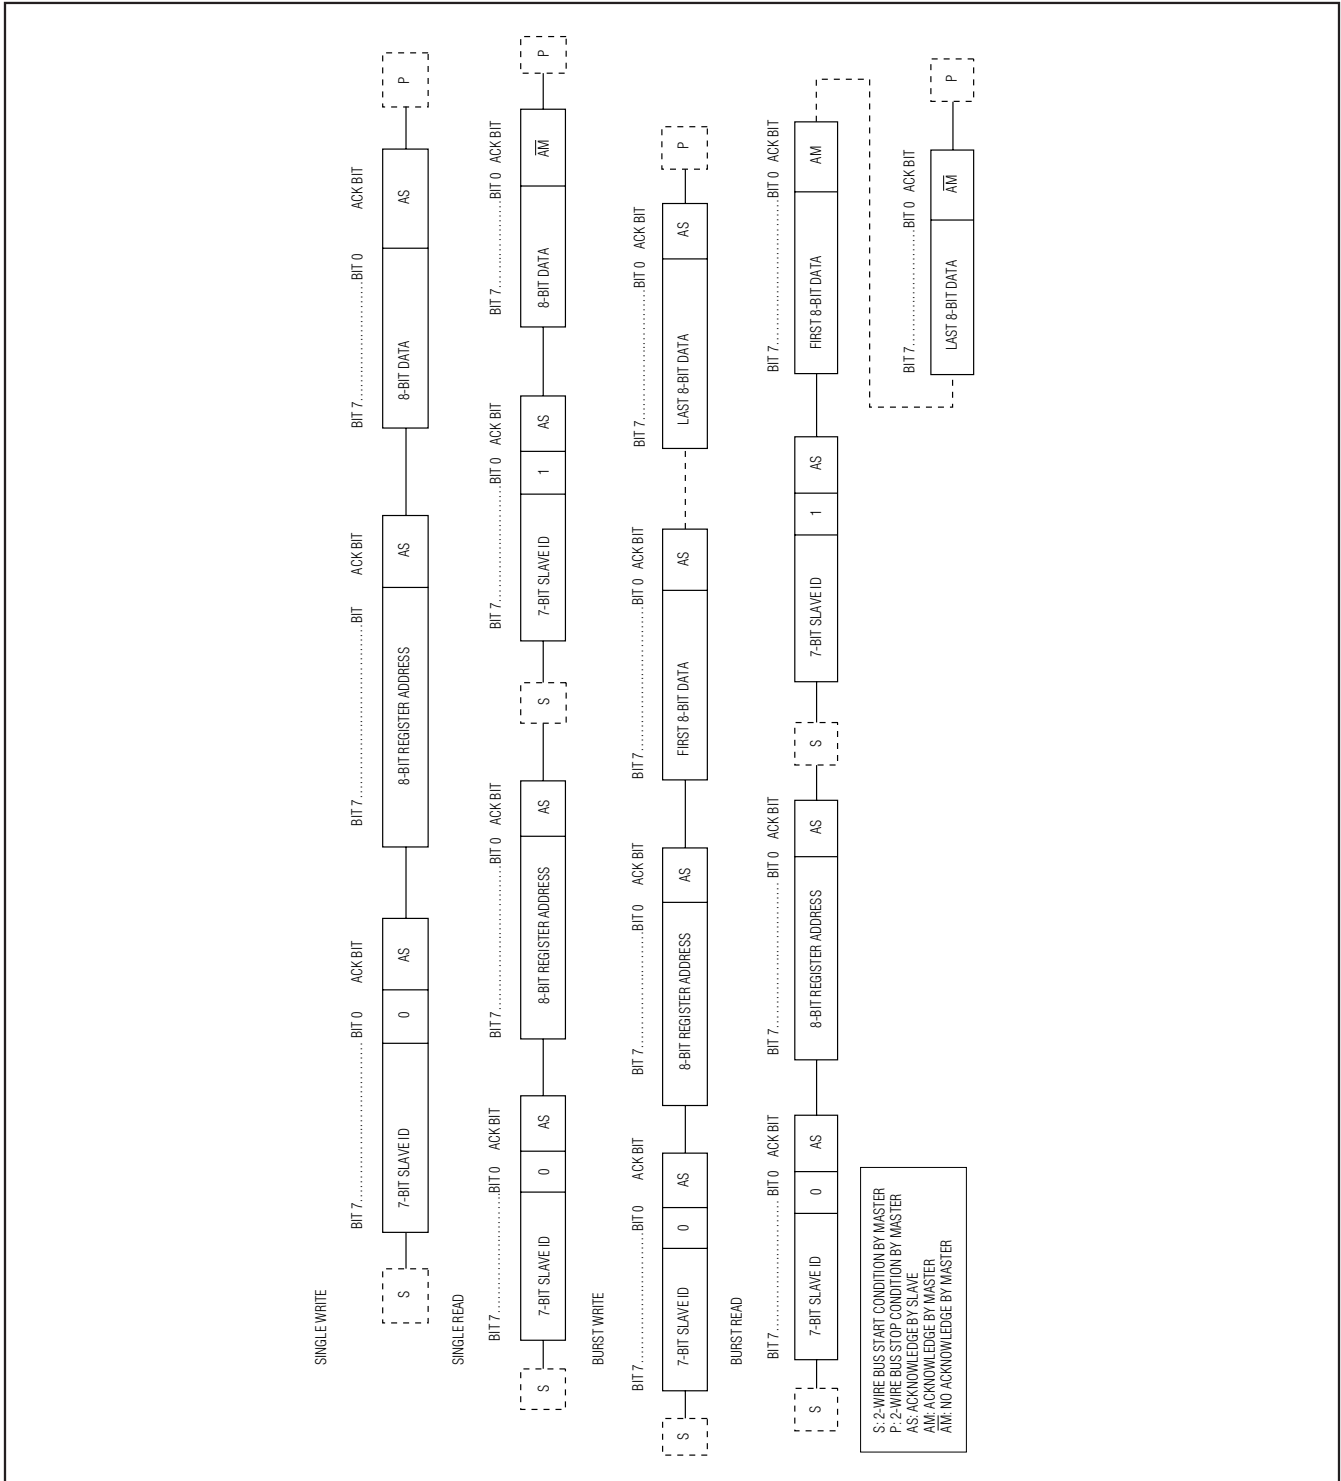 SINGLE WRITE
BIT 7..............................BIT 0 ACK BIT BIT 7..............................BIT ACK BIT BIT 7..............................BIT 0 ACK BIT
S 7-BIT SLAVE ID 0 AS 8-BIT REGISTER ADDRESS AS 8-BIT DATA AS P
SINGLE READ
BIT 7..............................BIT 0 ACK BIT BIT 7..............................BIT 0 ACK BIT BIT 7..............................BIT 0 ACK BIT BIT 7..............................BIT 0 ACK BIT
S 7-BIT SLAVE ID 0 AS 8-BIT REGISTER ADDRESS AS S 7-BIT SLAVE ID 1 AS 8-BIT DATA A̅M̅ P
BURST WRITE
BIT 7..............................BIT 0 ACK BIT BIT 7..............................BIT 0 ACK BIT BIT 7..............................BIT 0 ACK BIT BIT 7..............................BIT 0 ACK BIT
S 7-BIT SLAVE ID 0 AS 8-BIT REGISTER ADDRESS AS FIRST 8-BIT DATA AS LAST 8-BIT DATA AS P
BURST READ
BIT 7..............................BIT 0 ACK BIT BIT 7..............................BIT 0 ACK BIT BIT 7..............................BIT 0 ACK BIT
S 7-BIT SLAVE ID 0 AS 8-BIT REGISTER ADDRESS AS S 7-BIT SLAVE ID 1 AS FIRST 8-BIT DATA AM
BIT 7..............................BIT 0 ACK BIT
LAST 8-BIT DATA A̅M̅ P
S: 2-WIRE BUS START CONDITION BY MASTER
P: 2-WIRE BUS STOP CONDITION BY MASTER
AS: ACKNOWLEDGE BY SLAVE
AM: ACKNOWLEDGE BY MASTER
A̅M̅: NO ACKNOWLEDGE BY MASTER